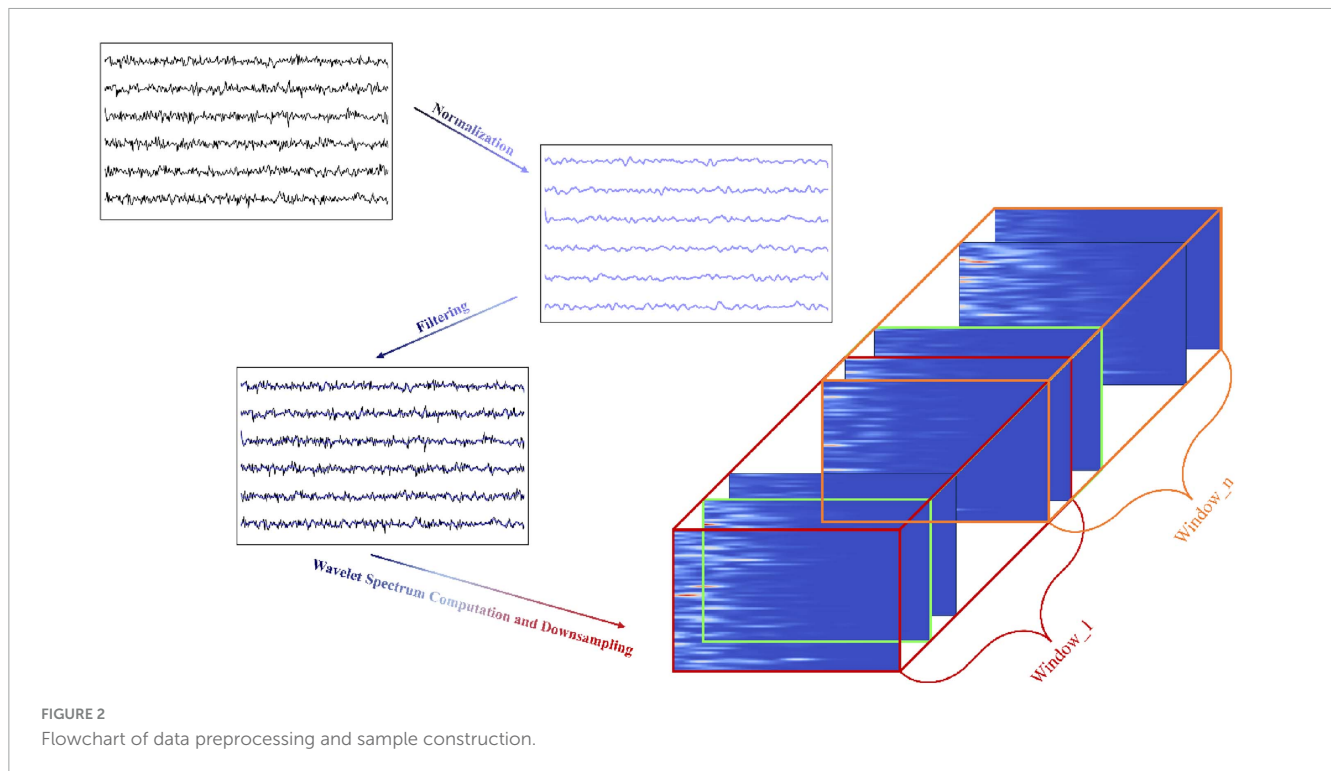 Normalization
Filtering
Wavelet Spectrum Computation and Downsampling
Window_n
Window_1
FIGURE 2
Flowchart of data preprocessing and sample construction.